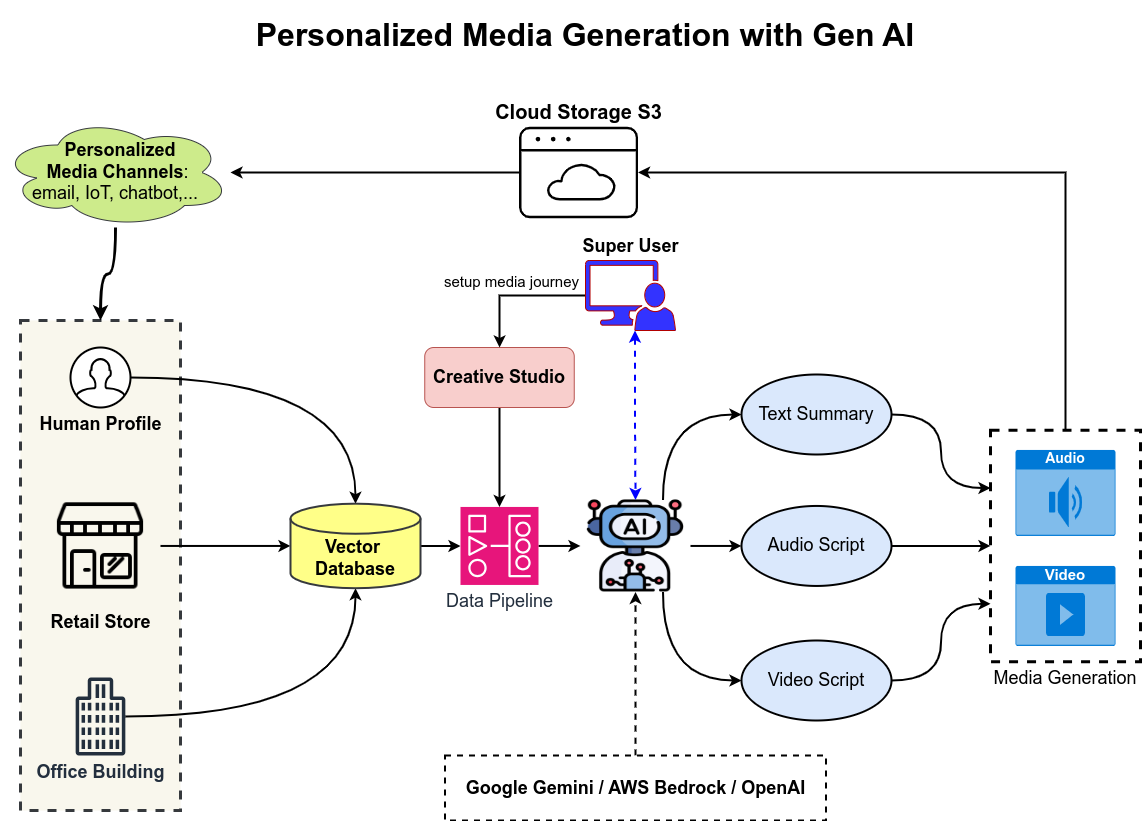 Personalized Media Generation with Gen AI
Cloud Storage S3
Personalized
Media Channels:
email, IoT, chatbot,...
Super User
setup media journey
Creative Studio
Human Profile
Text Summary
Audio
AI
Vector
Database
Audio Script
Video
Data Pipeline
Retail Store
Video Script
Media Generation
Office Building
Google Gemini / AWS Bedrock / OpenAI